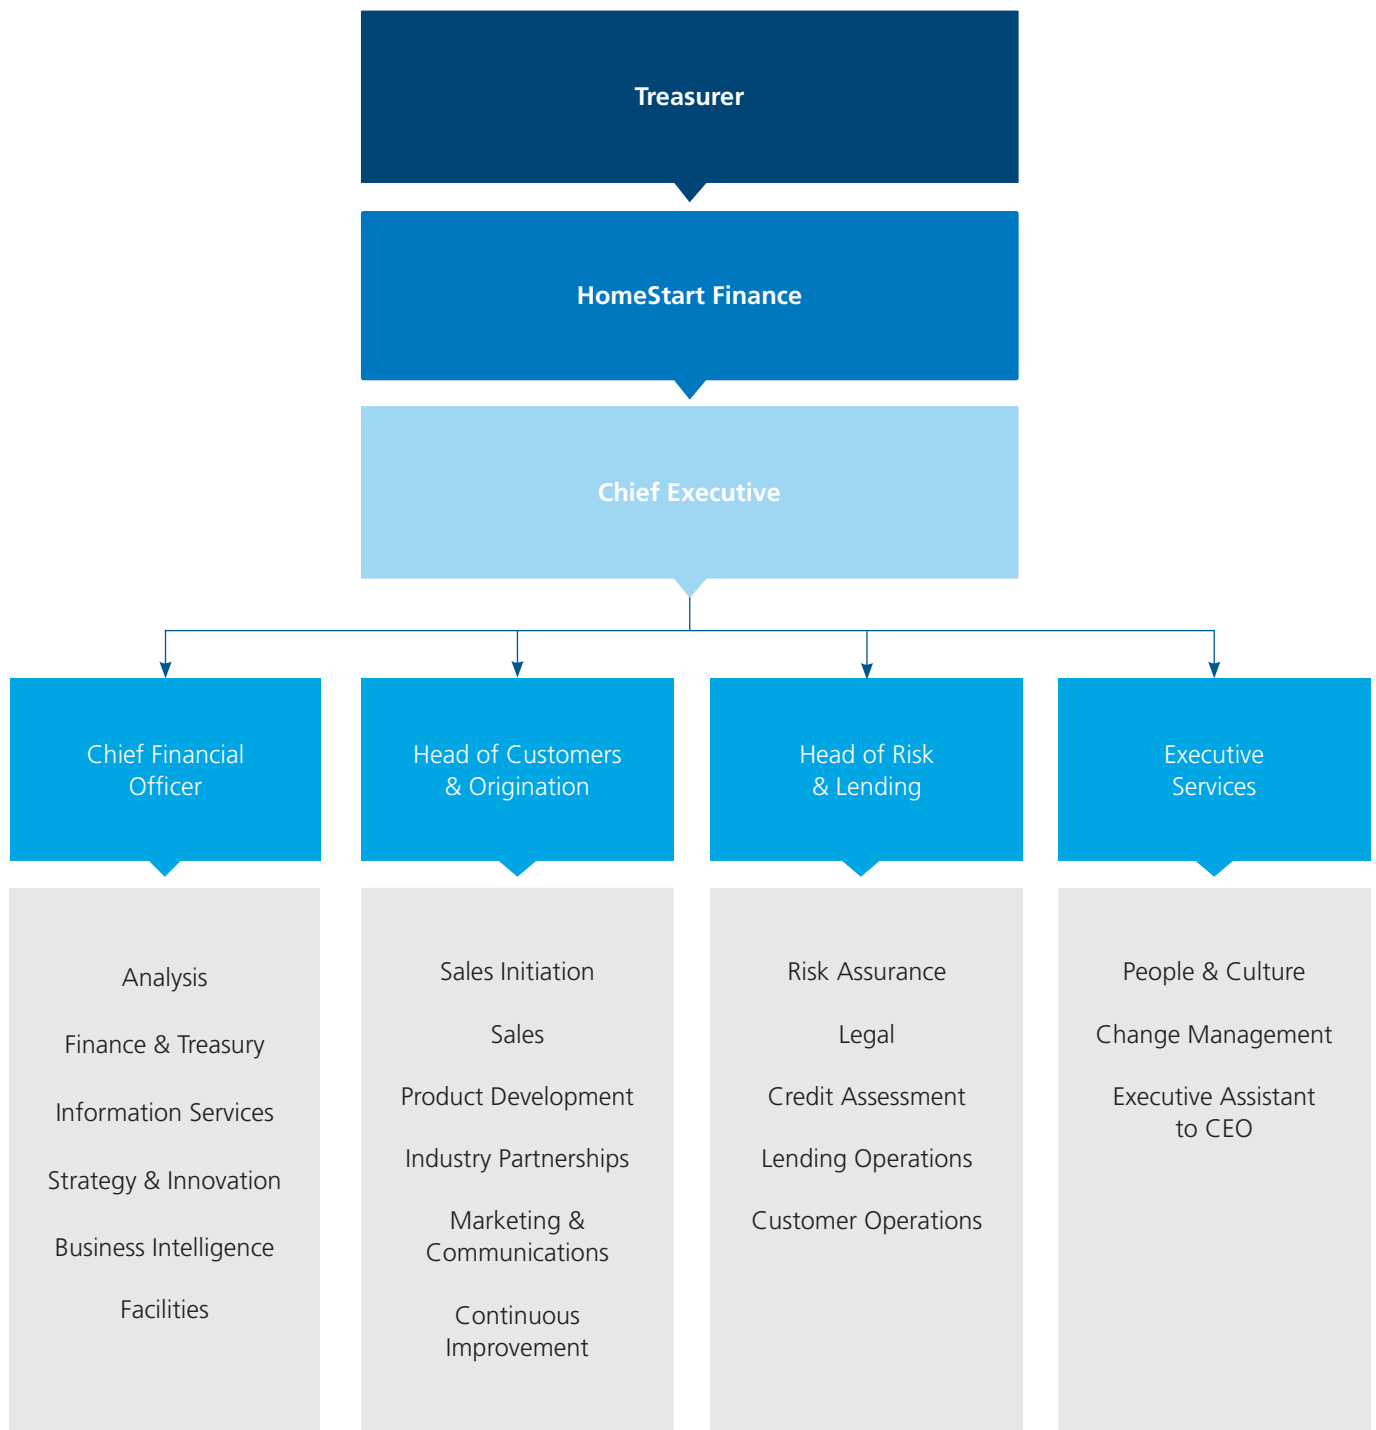 Treasurer
HomeStart Finance
Chief Executive
Chief Financial
Officer
Head of Customers
& Origination
Head of Risk
& Lending
Executive
Services
Analysis
Finance & Treasury
Information Services
Strategy & Innovation
Business Intelligence
Facilities
Sales Initiation
Sales
Product Development
Industry Partnerships
Marketing &
Communications
Continuous
Improvement
Risk Assurance
Legal
Credit Assessment
Lending Operations
Customer Operations
People & Culture
Change Management
Executive Assistant
to CEO